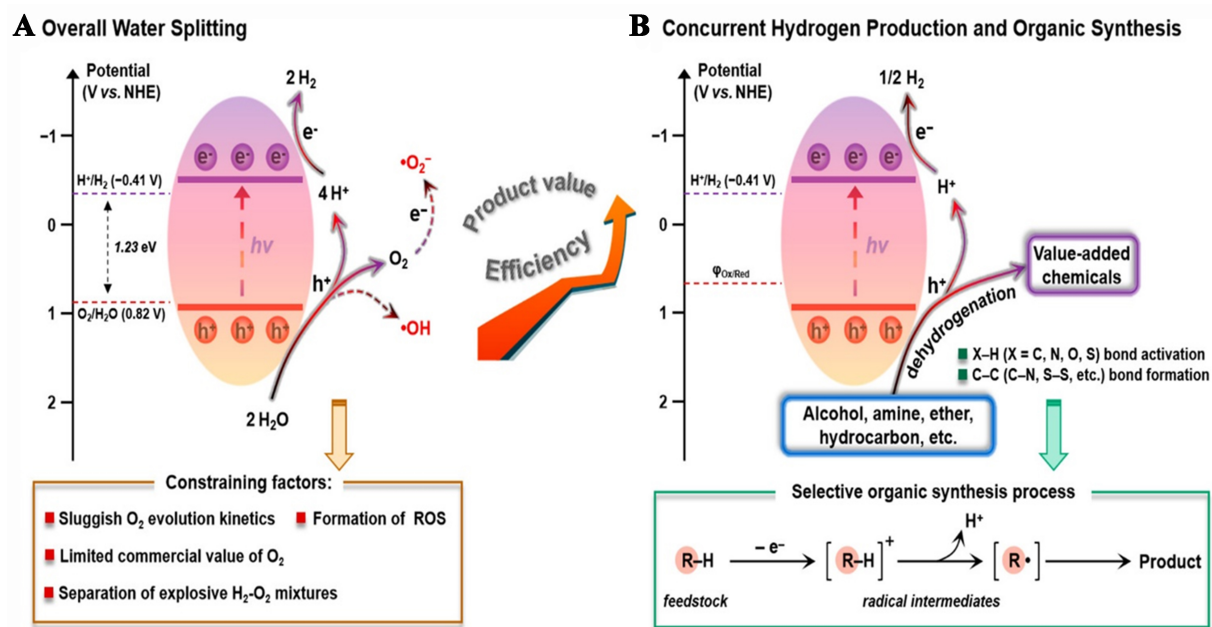 A Overall Water Splitting
Potential
(V vs. NHE)
−1
0
1
2
H⁺/H₂ (−0.41 V)
1.23 eV
O₂/H₂O (0.82 V)
e⁻ e⁻ e⁻
hv
h⁺ h⁺ h⁺
2 H₂
e⁻
4 H⁺
h⁺
O₂
e⁻
•O₂⁻
•OH
2 H₂O
Constraining factors:
Sluggish O₂ evolution kinetics
Formation of ROS
Limited commercial value of O₂
Separation of explosive H₂-O₂ mixtures
Product value
Efficiency
B Concurrent Hydrogen Production and Organic Synthesis
Potential
(V vs. NHE)
−1
0
1
2
H⁺/H₂ (−0.41 V)
φOx/Red
e⁻ e⁻ e⁻
hv
h⁺ h⁺ h⁺
1/2 H₂
e⁻
H⁺
h⁺
dehydrogenation
Value-added
chemicals
X–H (X = C, N, O, S) bond activation
C–C (C–N, S–S, etc.) bond formation
Alcohol, amine, ether,
hydrocarbon, etc.
Selective organic synthesis process
R–H
– e⁻
[R–H]⁺
H⁺
[R•]
Product
feedstock
radical intermediates